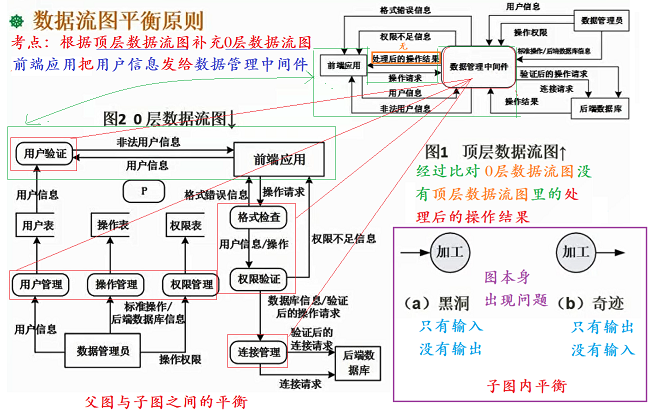 数据流图平衡原则
考点：根据顶层数据流图补充0层数据流图
前端应用把用户信息发给数据管理中间件
格式错误信息
用户信息
数据管理员
权限不足信息
操作权限
无
处理后的操作结果
标准操作/后端数据库信息
前端应用
数据管理中间件
验证后的操作请求
操作请求
连接请求
用户信息
操作结果
后端数据库
非法用户信息
图1 顶层数据流图↑
经过比对0层数据流图没
有顶层数据流图里的处
理后的操作结果
图2 0层数据流图↓
用户验证
非法用户信息
用户信息
前端应用
P
用户信息
格式错误信息
操作请求
用户表
操作表
权限表
格式检查
用户信息/操作
权限不足信息
用户管理
操作管理
权限管理
权限验证
标准操作/
后端数据库信息
数据库信息/验证
后的操作请求
用户信息
数据管理员
操作权限
验证后的
连接请求
连接管理
后端数
据库
连接请求
父图与子图之间的平衡
加工
加工
图本身
出现问题
（a）黑洞
（b）奇迹
只有输入
没有输出
只有输出
没有输入
子图内平衡